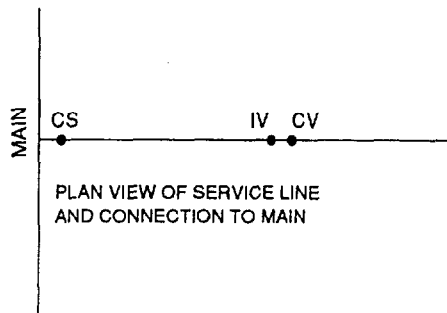 MAIN
CS
IV
CV
PLAN VIEW OF SERVICE LINE
AND CONNECTION TO MAIN